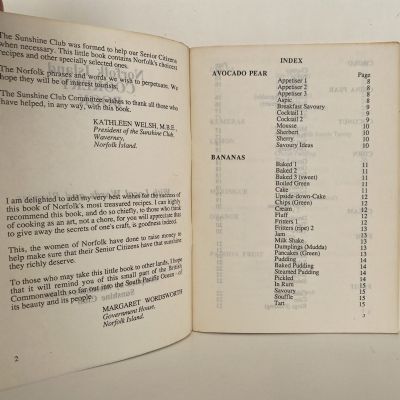 The Sunshine Club was formed to help our Senior Citizens
when necessary. This little book contains Norfolk's choicest
recipes and other specially selected ones.
The Norfolk phrases and words we wish to perpetuate. We
hope they will be of interest tourist.
The Sunshine Club Committee wishes to thank all those who
have helped, in any way, with this book.
KATHLEEN WELSH, M.B.E.,
President of the Sunshine Club,
Waverney,
Norfolk Island.
I am delighted to add my very best wishes for the success of
this book of Norfolk's most treasured recipes. I can highly
recommend this book, and do so chiefly, to those who think
of cooking as an art, not a chore, for you will appreciate that
to give away the secrets of one's craft, is goodness indeed.
This, the women of Norfolk have done to raise money to
help make sure that their Senior Citizens have that sunshine
they richly deserve.
To those who may take this little book to other lands, I hope
that it will remind you of this small part of the British
Commonwealth so far out into the South Pacific Ocean - of
its beauty and its people.
MARGARET WORDSWORTH
Government House,
Norfolk Island.
2
INDEX
AVOCADO PEAR Page
Appetiser 1 8
Appetiser 2 8
Appetiser 3 8
Aspic 9
Breakfast Savoury 9
Cocktail 1 9
Cocktail 2 9
Mousse 10
Sherbert 10
Sherry 10
Savoury Ideas 10
BANANAS
Baked 1 11
Baked 2 11
Baked 3 (sweet) 11
Boiled Green 11
Cake 11
Upside-down-Cake 11
Chips (Green) 12
Cream 12
Fluff 12
Fritters 1 12
Fritters (ripe) 2 12
Jam 13
Milk Shake 13
Dumplings (Mudda) 13
Pancakes (Green) 13
Pudding 14
Baked Pudding 14
Steamed Pudding 14
Pickled 14
In Rum 15
Savoury 15
Souffle 15
Tart 15